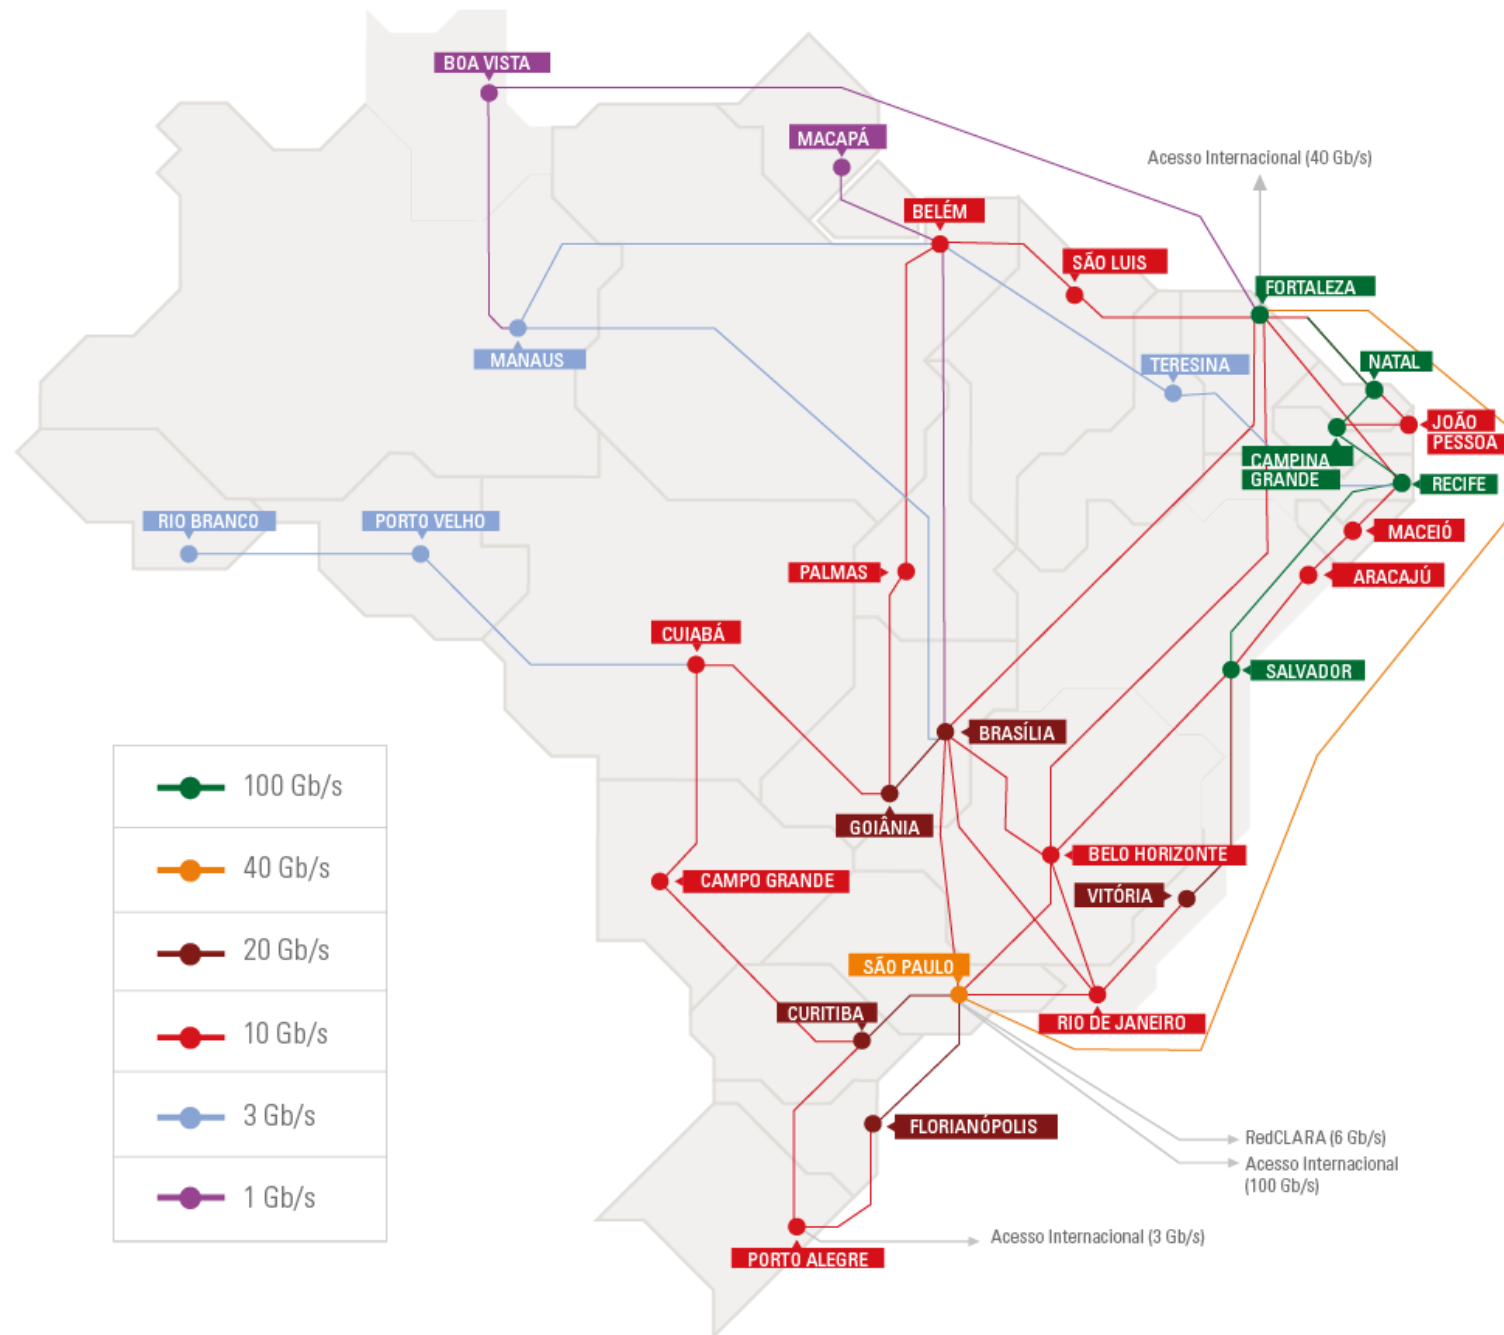 BOA VISTA
MACAPÁ
Acesso Internacional (40 Gb/s)
BELÉM
SÃO LUIS
FORTALEZA
MANAUS
TERESINA
NATAL
JOÃO
PESSOA
CAMPINA
GRANDE
RECIFE
RIO BRANCO
PORTO VELHO
MACEIÓ
PALMAS
ARACAJÚ
CUIABÁ
SALVADOR
BRASÍLIA
GOIÂNIA
BELO HORIZONTE
CAMPO GRANDE
VITÓRIA
SÃO PAULO
CURITIBA
RIO DE JANEIRO
FLORIANÓPOLIS
RedCLARA (6 Gb/s)
Acesso Internacional
(100 Gb/s)
Acesso Internacional (3 Gb/s)
PORTO ALEGRE
100 Gb/s
40 Gb/s
20 Gb/s
10 Gb/s
3 Gb/s
1 Gb/s